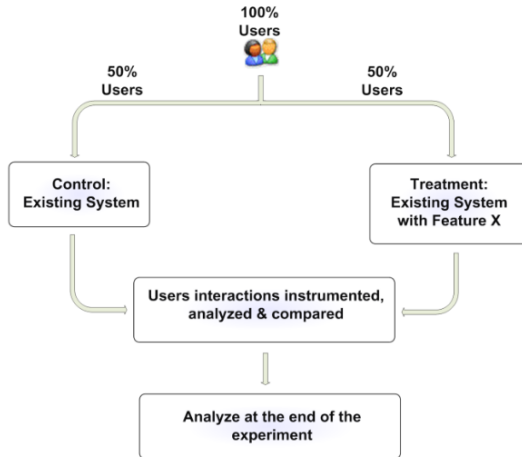 100%
Users
50%
Users
50%
Users
Control:
Existing System
Treatment:
Existing System
with Feature X
Users interactions instrumented,
analyzed & compared
Analyze at the end of the
experiment